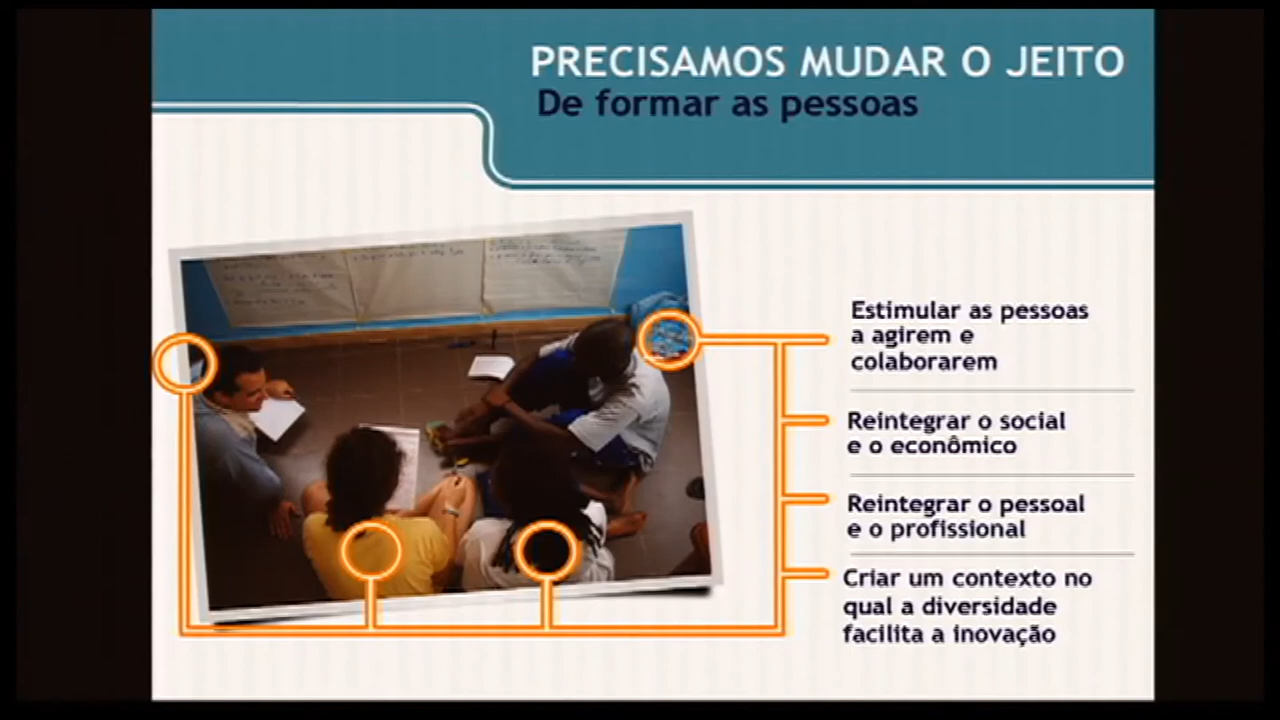 PRECISAMOS MUDAR O JEITO
De formar as pessoas
Estimular as pessoas
a agirem e
colaborarem
Reintegrar o social
e o econômico
Reintegrar o pessoal
e o profissional
Criar um contexto no
qual a diversidade
facilita a inovação